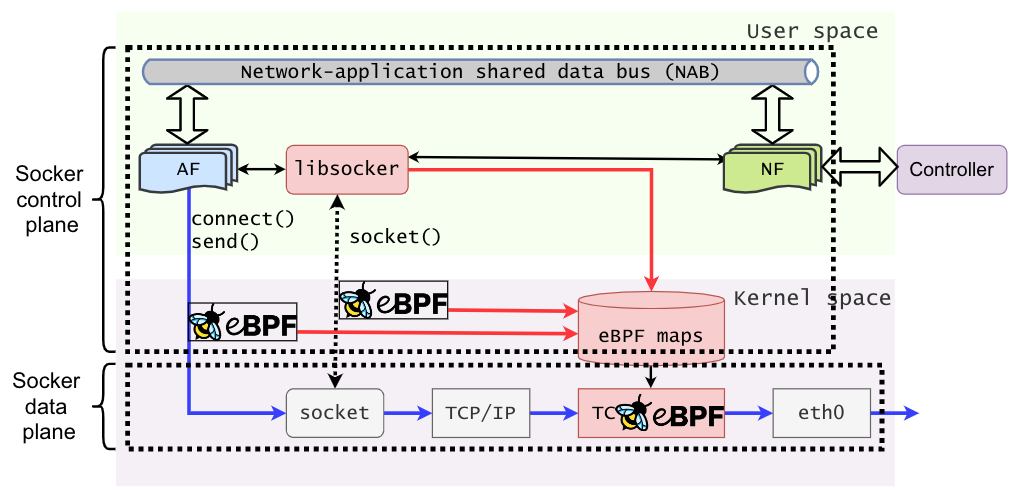 User space
Network-application shared data bus (NAB)
Socker
control
plane
AF
libsocker
NF
Controller
connect()
send()
socket()
eBPF
eBPF
Kernel space
eBPF maps
Socker
data
plane
socket
TCP/IP
TC
eBPF
eth0